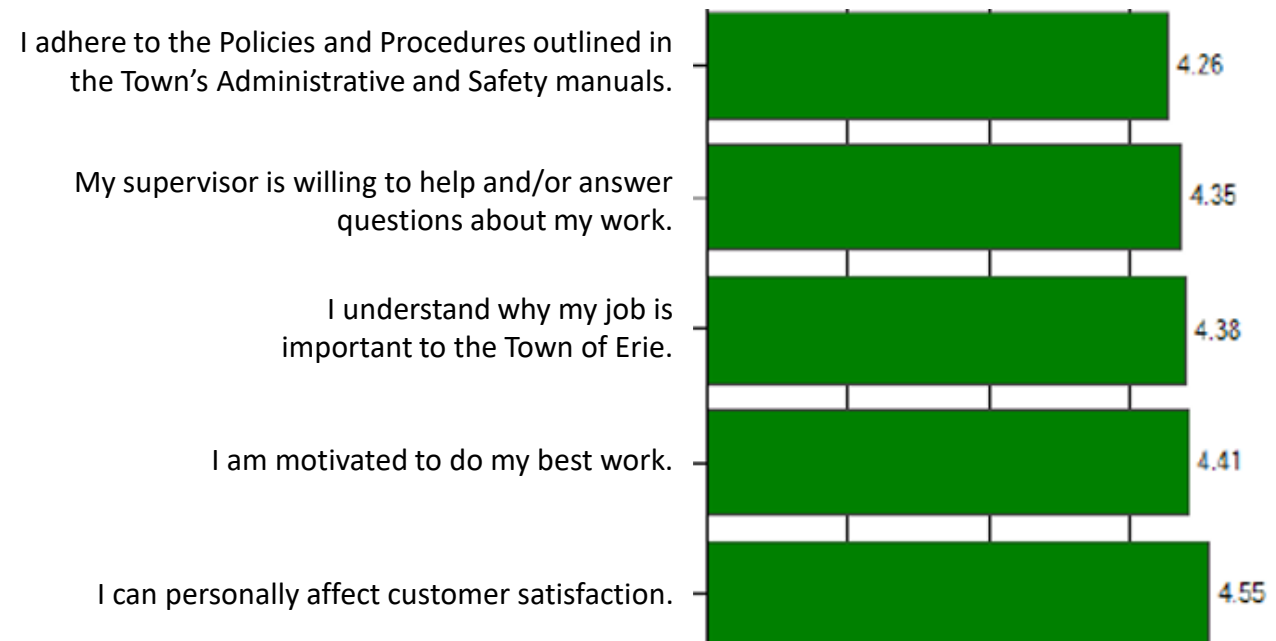 I adhere to the Policies and Procedures outlined in
the Town’s Administrative and Safety manuals.
4.26
My supervisor is willing to help and/or answer
questions about my work.
4.35
I understand why my job is
important to the Town of Erie.
4.38
I am motivated to do my best work.
4.41
I can personally affect customer satisfaction.
4.55